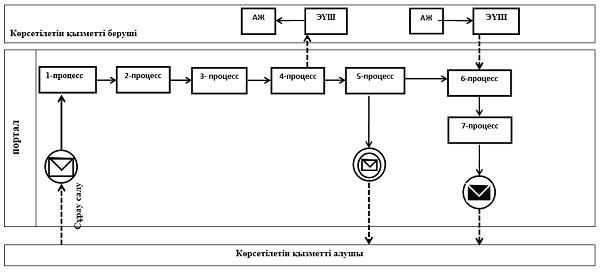 АЖ
ЭҮШ
АЖ
ЭҮШ
Көрсетілетін қызметті беруші
1-процесс
2-процесс
3- процесс
4-процесс
5-процесс
6-процесс
7-процесс
портал
Сұрау салу
Көрсетілетін қызметті алушы